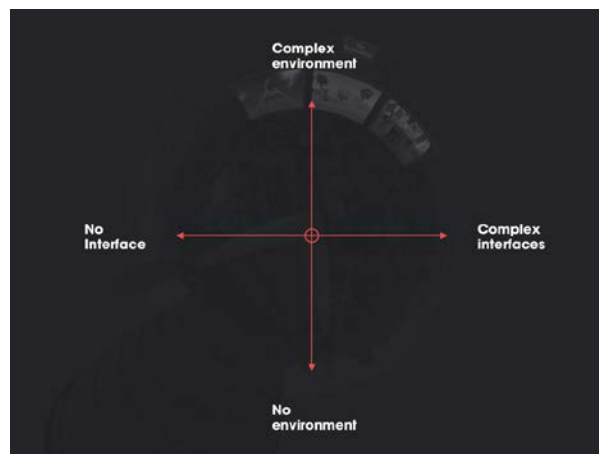 Complex
environment
No
Interface
Complex
interfaces
No
environment